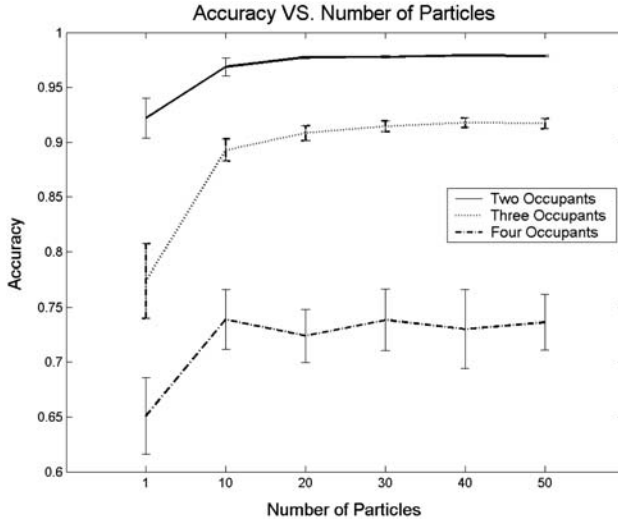 Accuracy VS. Number of Particles
1
0.95
0.9
0.85
0.8
0.75
0.7
0.65
0.6
Accuracy
Two Occupants
Three Occupants
Four Occupants
1 10 20 30 40 50
Number of Particles